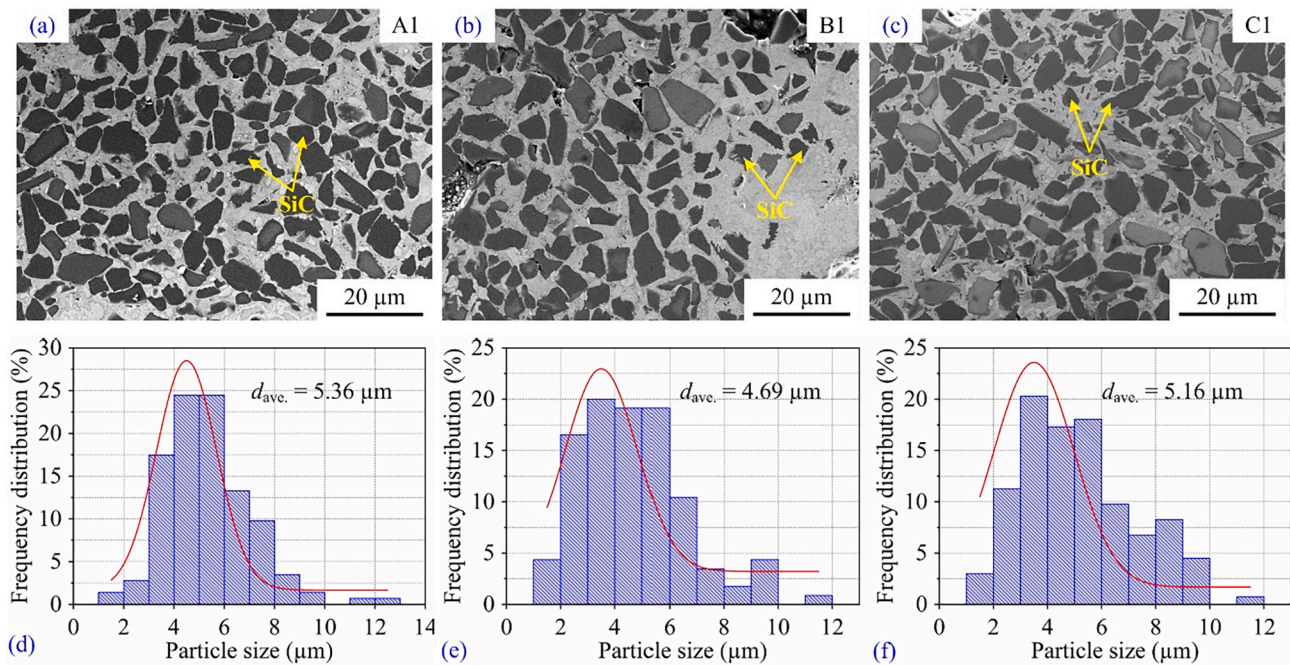 (a)
A1
SiC
20 µm
(b)
B1
SiC
20 µm
(c)
C1
SiC
20 µm
Frequency distribution (%)
30
25
20
15
10
5
0
d_ave. = 5.36 µm
0 2 4 6 8 10 12 14
Particle size (µm)
(d)
Frequency distribution (%)
25
20
15
10
5
0
d_ave. = 4.69 µm
0 2 4 6 8 10 12
Particle size (µm)
(e)
Frequency distribution (%)
25
20
15
10
5
0
d_ave. = 5.16 µm
0 2 4 6 8 10 12
Particle size (µm)
(f)